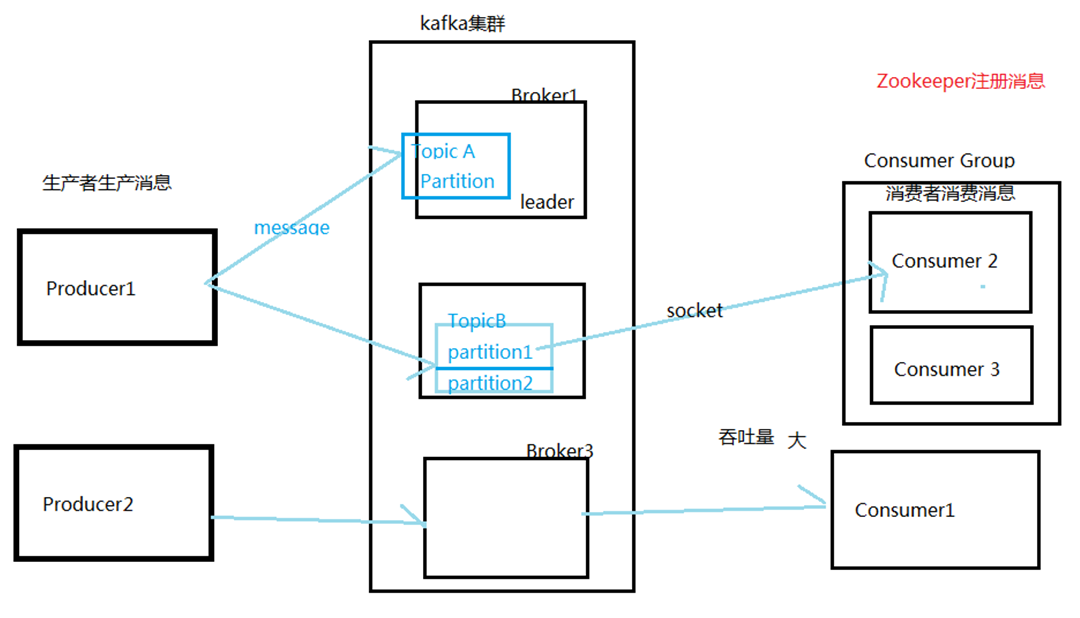 kafka集群
Zookeeper注册消息
Broker1
Topic A
Partition
leader
生产者生产消息
message
Producer1
Consumer Group
消费者消费消息
Consumer 2
socket
TopicB
partition1
partition2
Consumer 3
吞吐量 大
Broker3
Producer2
Consumer1